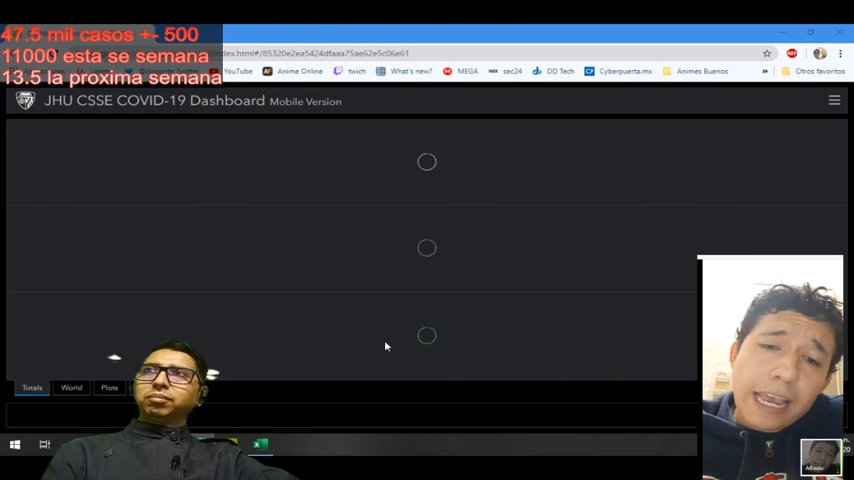 47.5 mil casos +- 500
11000 esta se semana
13.5 la proxima semana
index.html#/85320e2ea5424dfaaa75ae62e5c06e61
YouTube
Anime Online
twich
What's new?
MEGA
sec24
DD Tech
Cyberpuerta.mx
Animes Buenos
»
Otros favoritos
JHU CSSE COVID-19 Dashboard Mobile Version
Totals
World
Plots
Alfredo